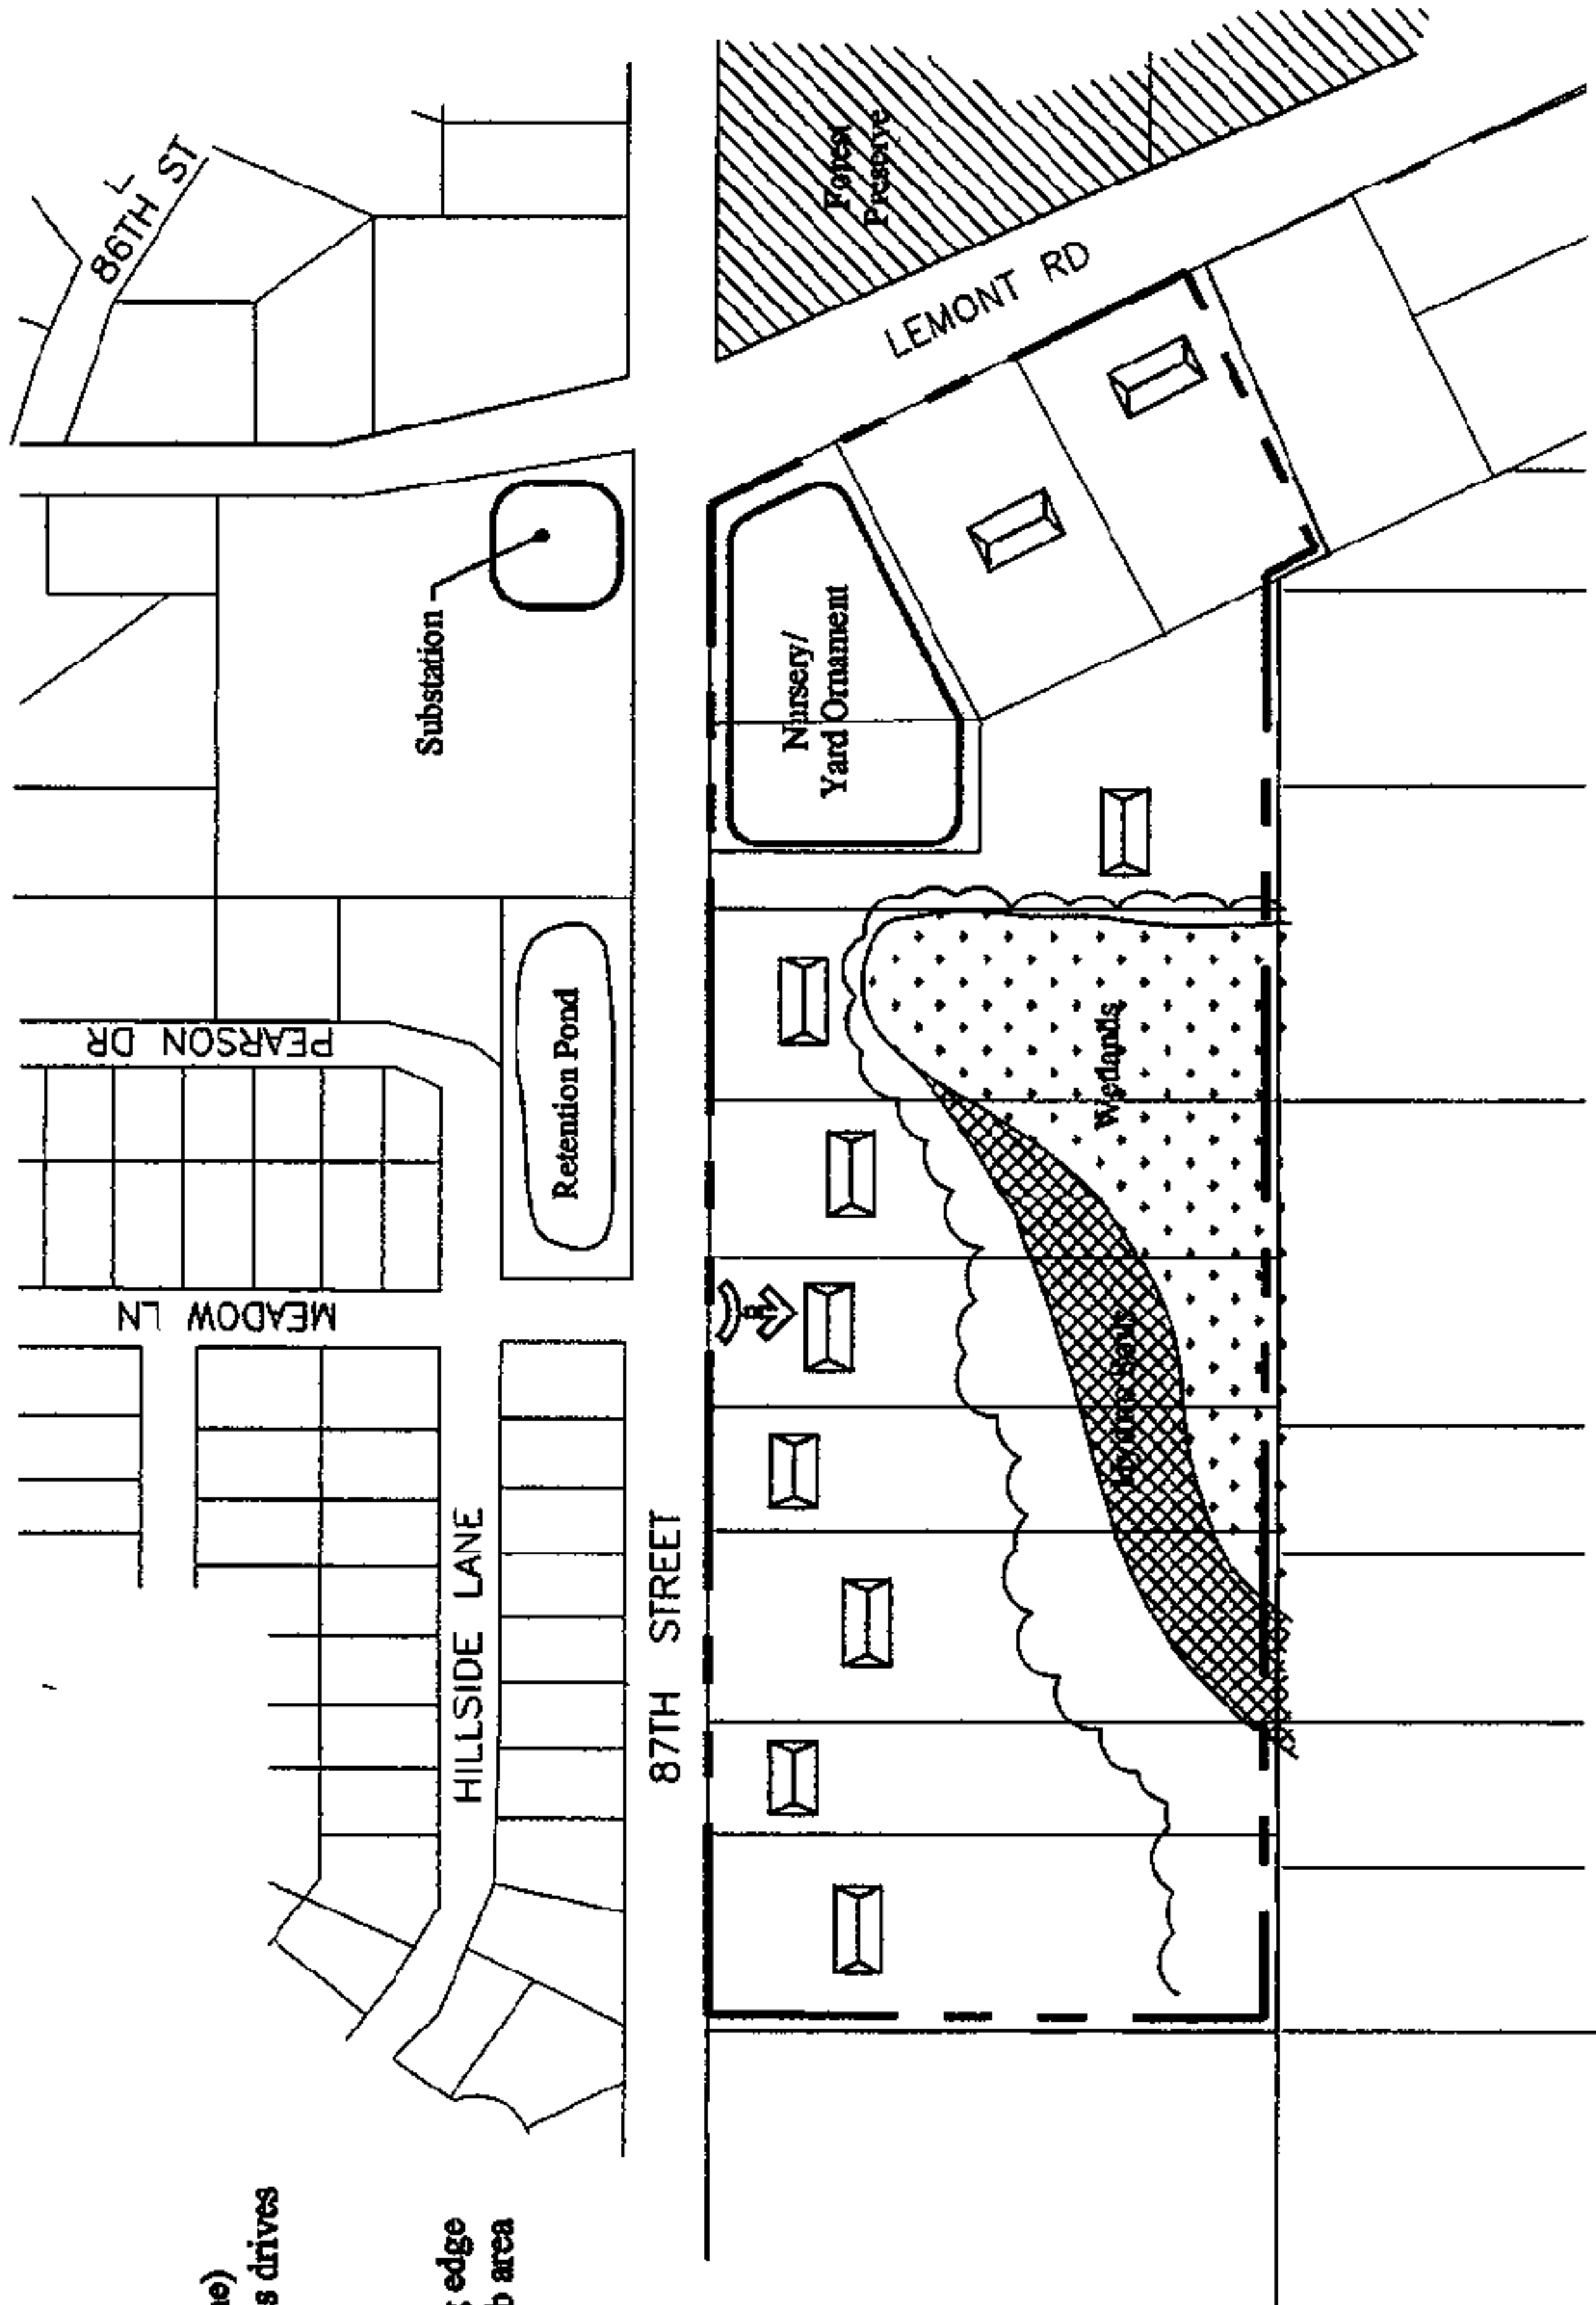 86TH ST
Forest
Preserve
LEMONT RD
Substation
Nursery/
Yard Ornament
PEARSON DR
Retention Pond
Wetlands
MEADOW LN
HILLSIDE LANE
87TH STREET
drives
edge
area